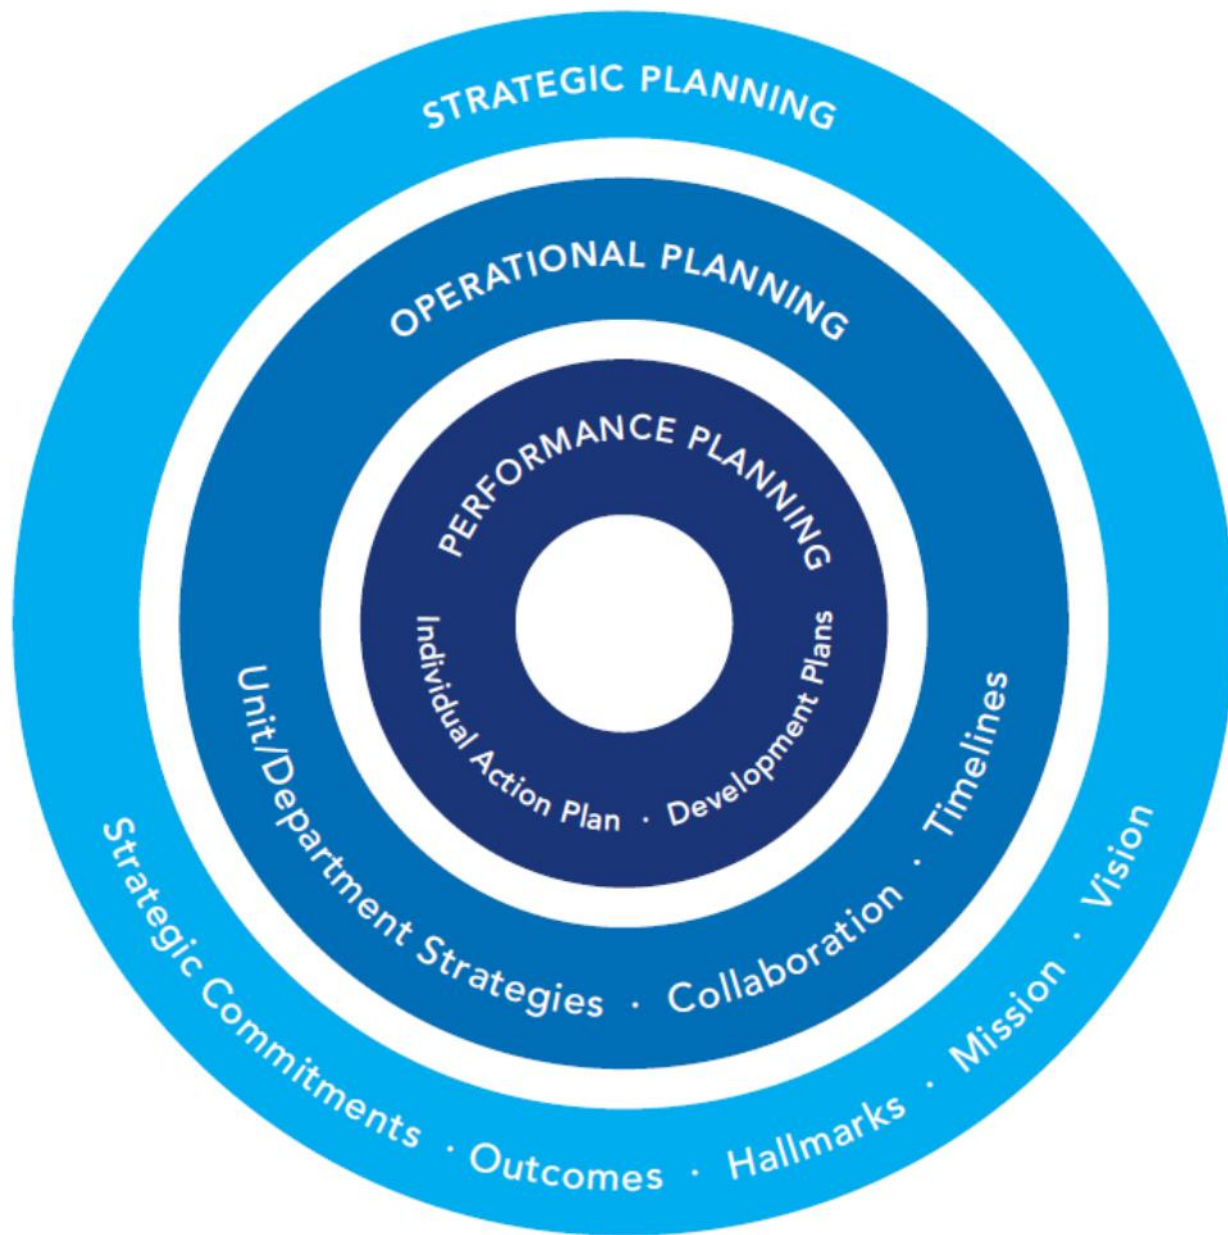 STRATEGIC PLANNING
OPERATIONAL PLANNING
PERFORMANCE PLANNING
Individual Action Plan · Development Plans
Unit/Department Strategies · Collaboration · Timelines
Strategic Commitments · Outcomes · Hallmarks · Mission · Vision